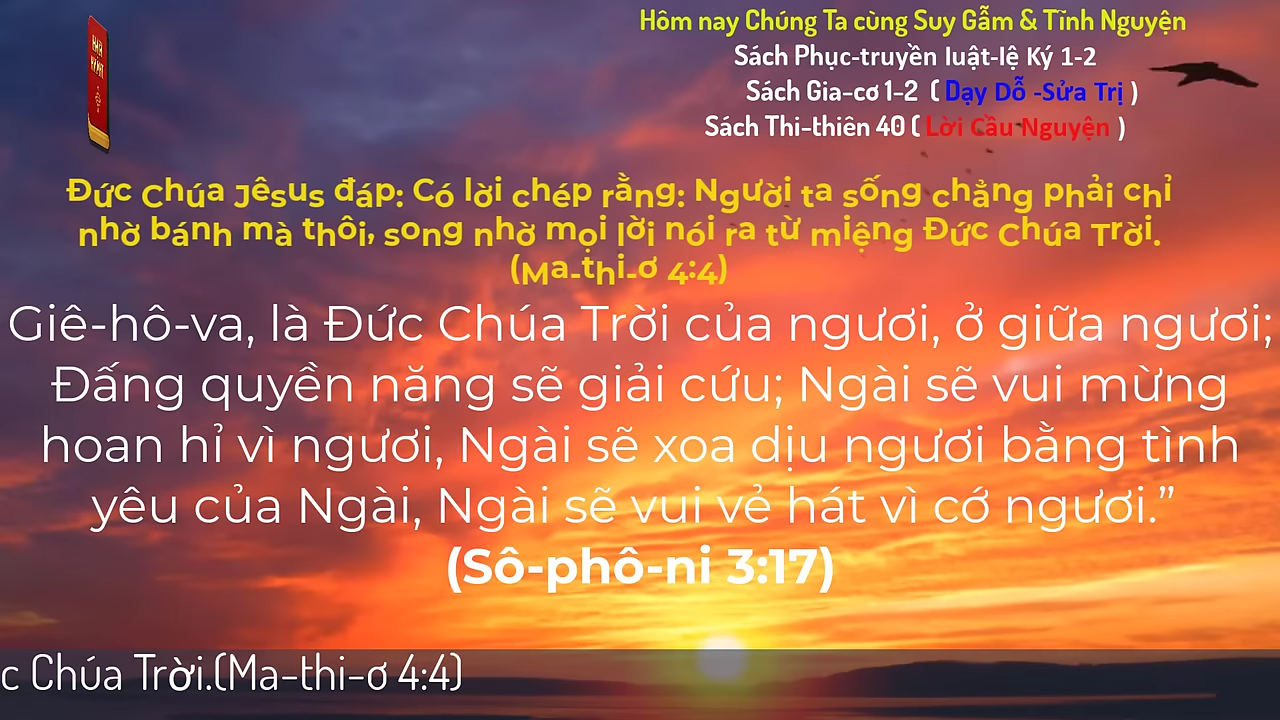 Hôm nay Chúng Ta cùng Suy Gẫm & Tĩnh Nguyện
Sách Phục-truyền luật-lệ Ký 1-2
Sách Gia-cơ 1-2 ( Dạy Dỗ -Sửa Trị )
Sách Thi-thiên 40 ( Lời Cầu Nguyện )
Đức Chúa Jêsus đáp: Có lời chép rằng: Người ta sống chẳng phải chỉ
nhờ bánh mà thôi, song nhờ mọi lời nói ra từ miệng Đức Chúa Trời.
(Ma-thi-ơ 4:4)
Giê-hô-va, là Đức Chúa Trời của ngươi, ở giữa ngươi;
Đấng quyền năng sẽ giải cứu; Ngài sẽ vui mừng
hoan hỉ vì ngươi, Ngài sẽ xoa dịu ngươi bằng tình
yêu của Ngài, Ngài sẽ vui vẻ hát vì cớ ngươi.”
(Sô-phô-ni 3:17)
c Chúa Trời.(Ma-thi-ơ 4:4)